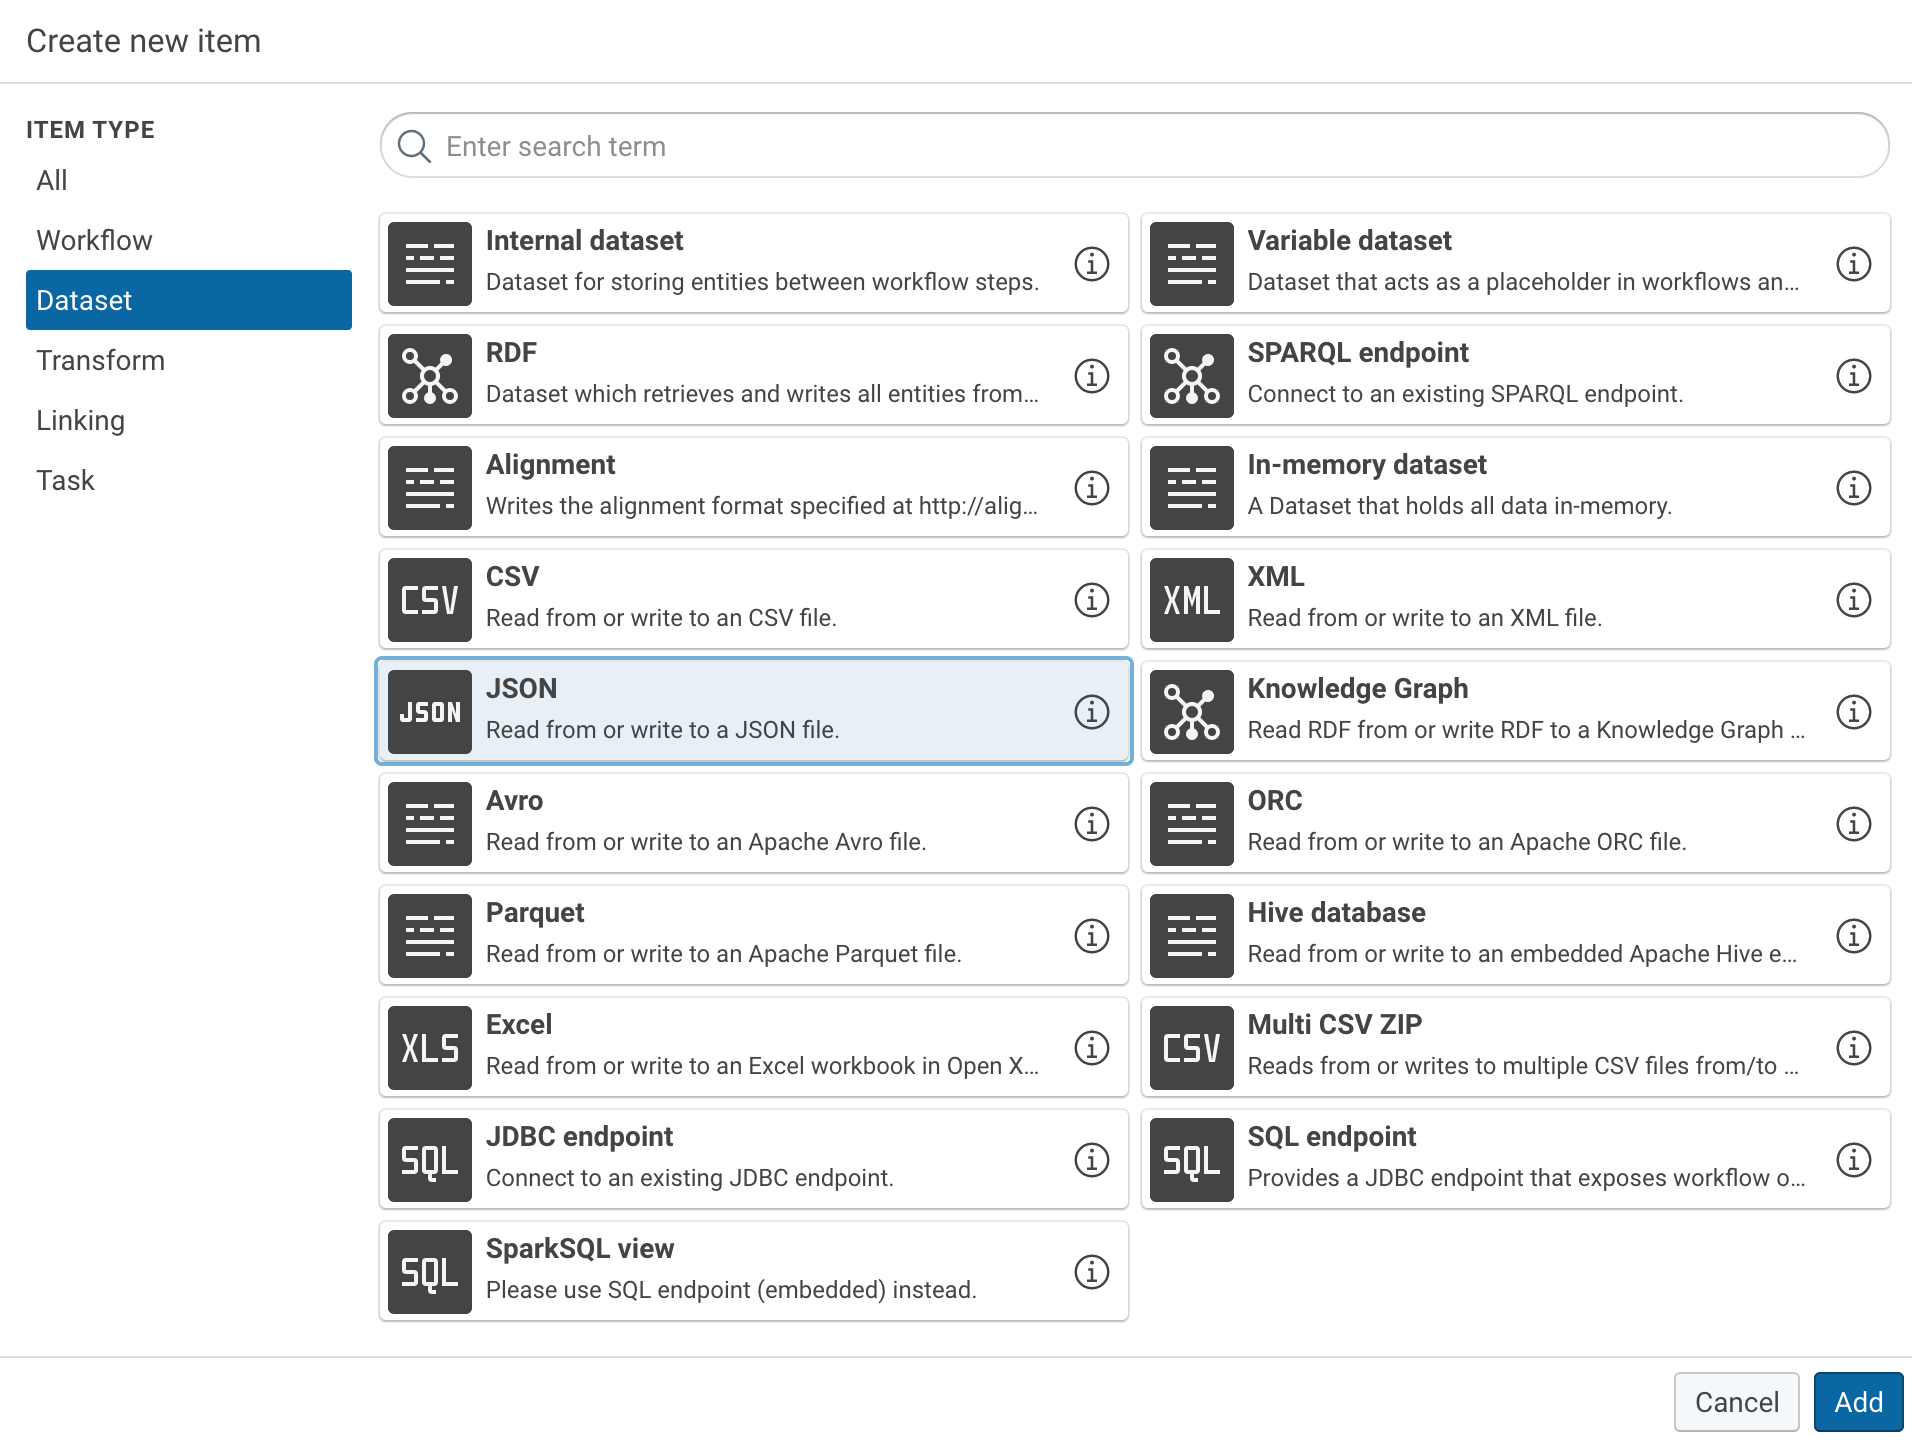 Create new item
ITEM TYPE
All
Workflow
Dataset
Transform
Linking
Task
Enter search term
Internal dataset
Dataset for storing entities between workflow steps.
Variable dataset
Dataset that acts as a placeholder in workflows an...
RDF
Dataset which retrieves and writes all entities from...
SPARQL endpoint
Connect to an existing SPARQL endpoint.
Alignment
Writes the alignment format specified at http://alig...
In-memory dataset
A Dataset that holds all data in-memory.
CSV
CSV
Read from or write to an CSV file.
XML
XML
Read from or write to an XML file.
JSON
JSON
Read from or write to a JSON file.
Knowledge Graph
Read RDF from or write RDF to a Knowledge Graph ...
Avro
Read from or write to an Apache Avro file.
ORC
Read from or write to an Apache ORC file.
Parquet
Read from or write to an Apache Parquet file.
Hive database
Read from or write to an embedded Apache Hive e...
XLS
Excel
Read from or write to an Excel workbook in Open X...
CSV
Multi CSV ZIP
Reads from or writes to multiple CSV files from/to ...
SQL
JDBC endpoint
Connect to an existing JDBC endpoint.
SQL
SQL endpoint
Provides a JDBC endpoint that exposes workflow o...
SQL
SparkSQL view
Please use SQL endpoint (embedded) instead.
Cancel
Add